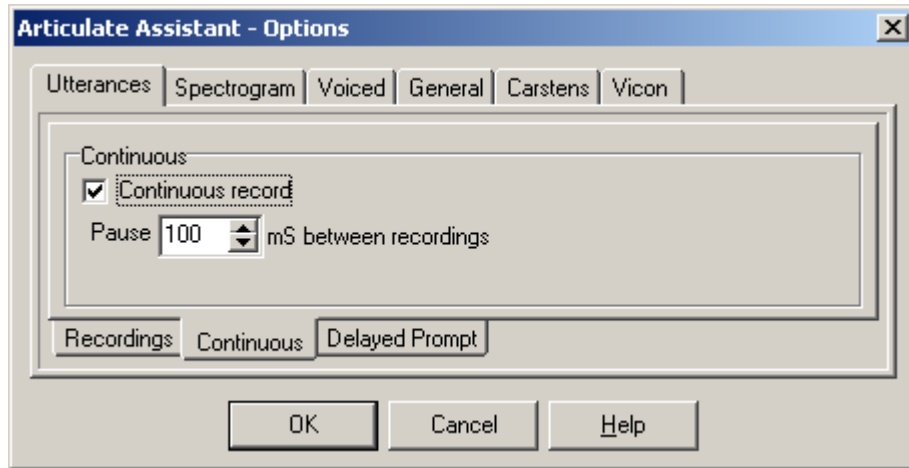 Articulate Assistant - Options
Utterances Spectrogram Voiced General Carstens Vicon
Continuous
Continuous record
Pause 100 mS between recordings
Recordings Continuous Delayed Prompt
OK Cancel Help